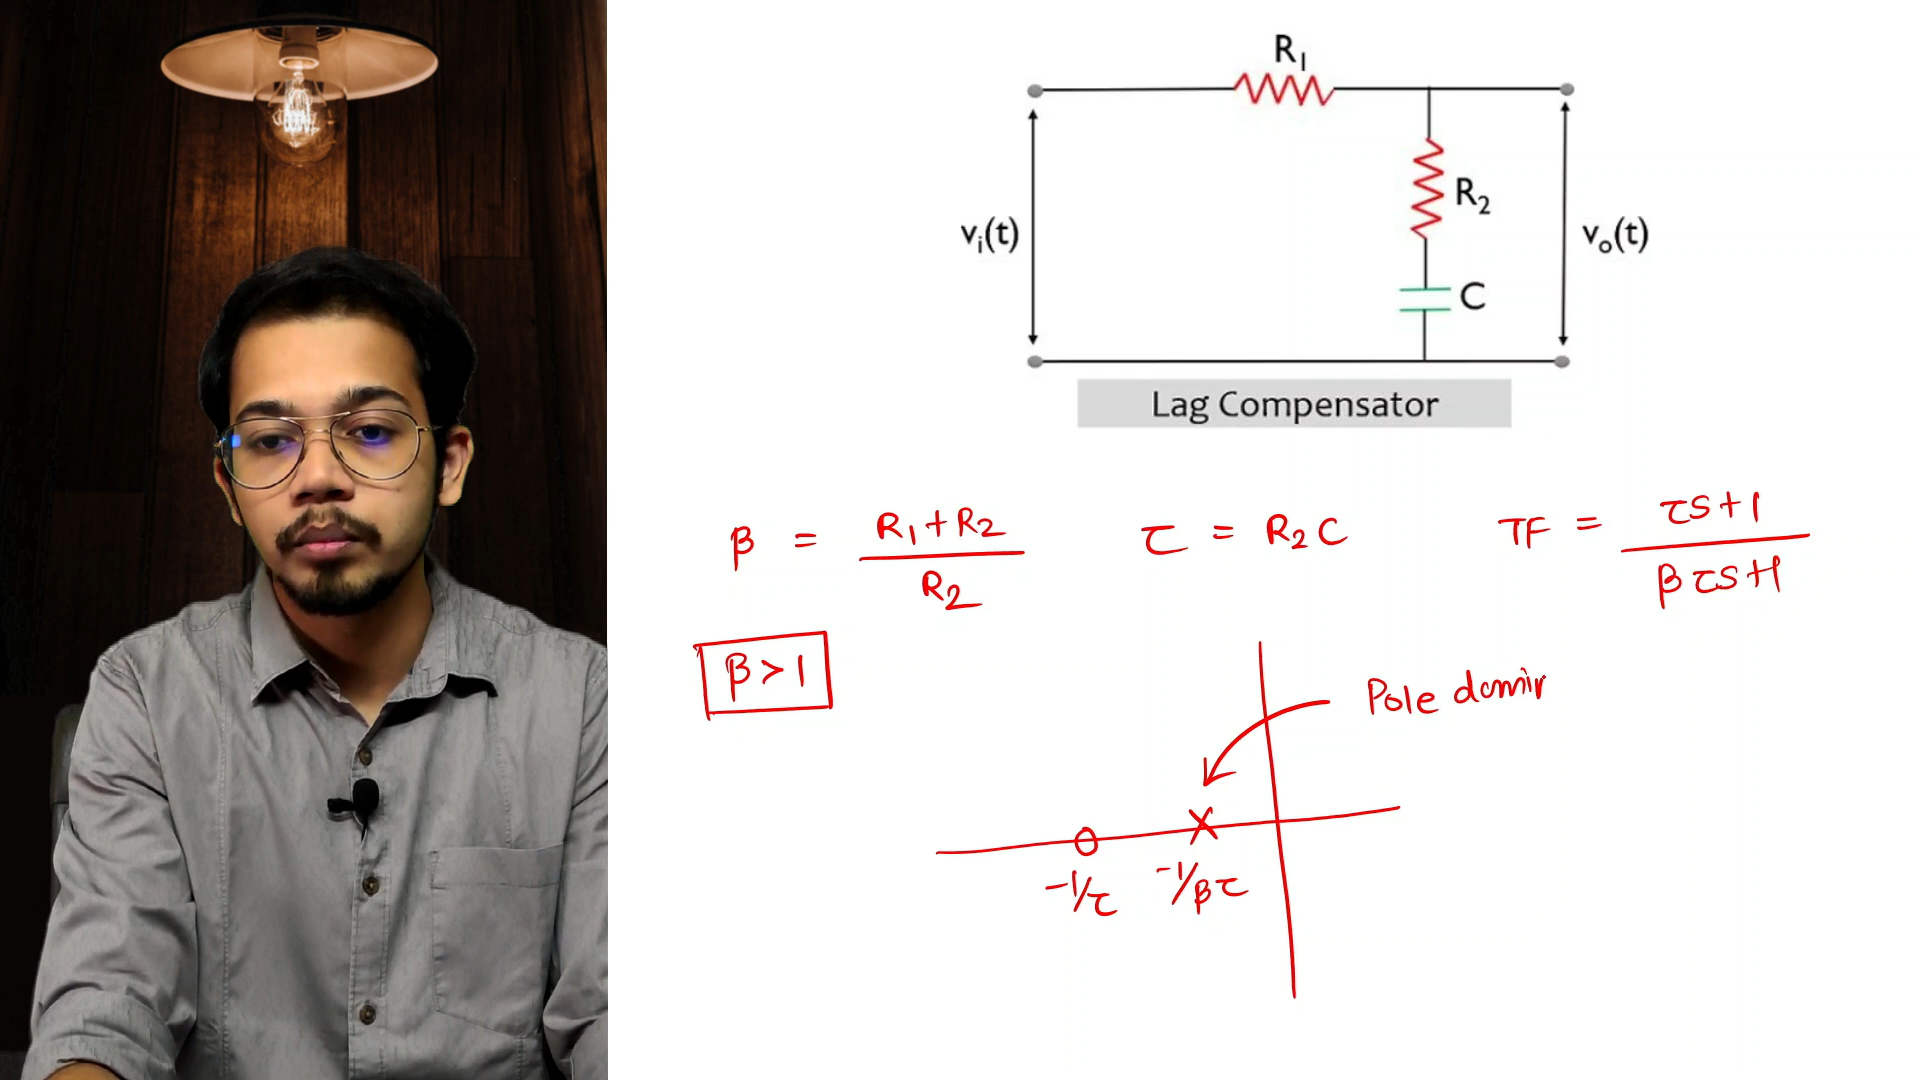 R₁
R₂
vᵢ(t)
vₒ(t)
C
Lag Compensator
β = R₁+R₂ / R₂
τ = R₂C
TF = τs+1 / βτs+1
β>1
Pole domin
-1/τ
-1/βτ